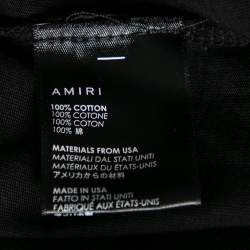 AMIRI
100% COTTON
100% COTONE
100% COTON
100% 綿
MATERIALS FROM USA
MATERIALI DAL STATI UNITI
MATÉRIAUX DU ÉTATS-UNIS
アメリカからの材料
MADE IN USA
FATTO IN STATI UNITI
FABRIQUÉ AUX ÉTATS-UNIS